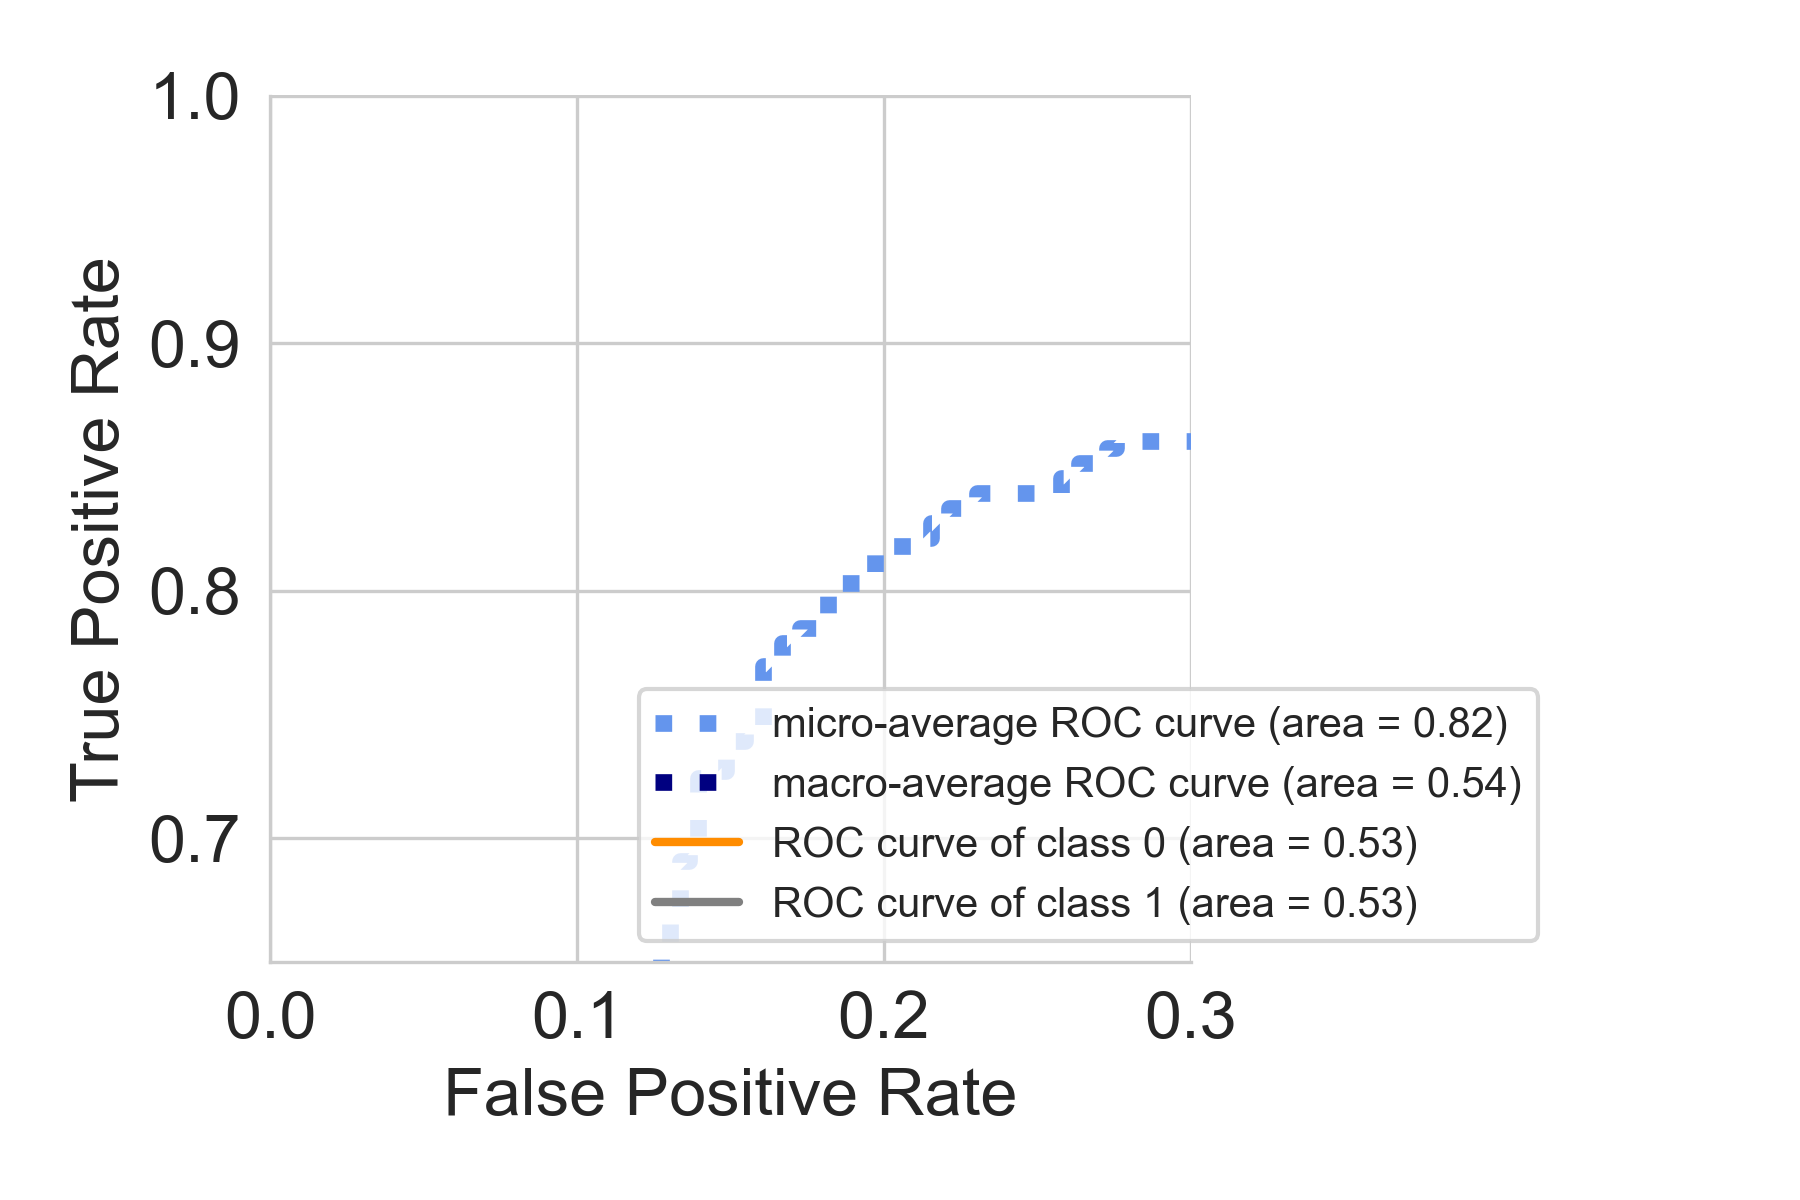 1.0
0.9
0.8
0.7
True Positive Rate
micro-average ROC curve (area = 0.82)
macro-average ROC curve (area = 0.54)
ROC curve of class 0 (area = 0.53)
ROC curve of class 1 (area = 0.53)
0.0 0.1 0.2 0.3
False Positive Rate